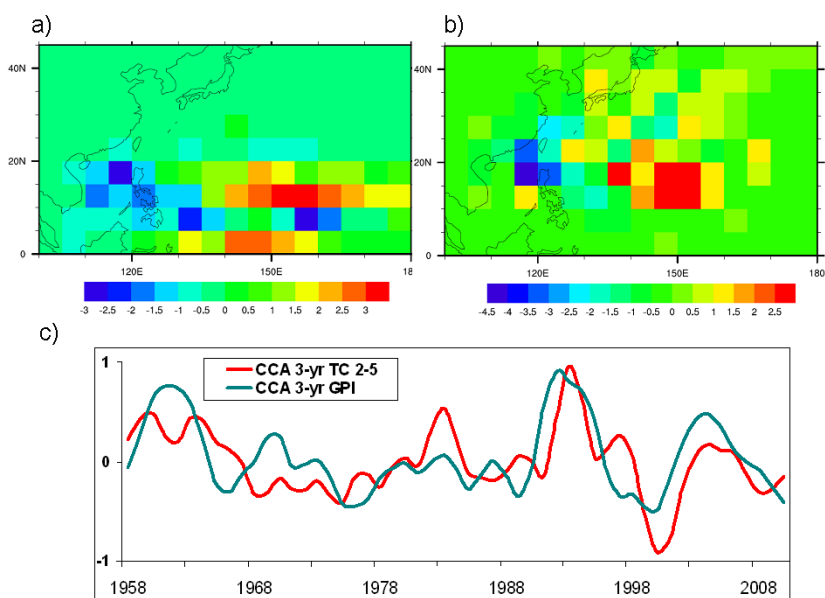 a)
b)
40N
20N
0
120E
150E
18
-3 -2.5 -2 -1.5 -1 -0.5 0 0.5 1 1.5 2 2.5 3
40N
20N
0
120E
150E
180
-4.5 -4 -3.5 -3 -2.5 -2 -1.5 -1 -0.5 0 0.5 1 1.5 2 2.5
c)
1
0
-1
CCA 3-yr TC 2-5
CCA 3-yr GPI
1958 1968 1978 1988 1998 2008